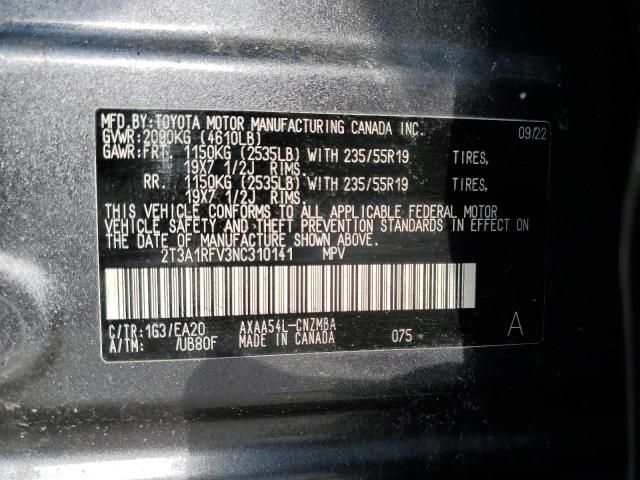 MFD.BY:TOYOTA MOTOR MANUFACTURING CANADA INC. 09/22
GVWR:2090KG (4610LB)
GAWR:FRT. 1150KG (2535LB) WITH 235/55R19 TIRES,
19X7 1/2J RIMS.
RR. 1150KG (2535LB) WITH 235/55R19 TIRES,
19X7 1/2J RIMS.
THIS VEHICLE CONFORMS TO ALL APPLICABLE FEDERAL MOTOR
VEHICLE SAFETY AND THEFT PREVENTION STANDARDS IN EFFECT ON
THE DATE OF MANUFACTURE SHOWN ABOVE.
2T3A1RFV3NC310141 MPV
C/TR:1G3/EA20 AXAA54L-CNZMBA 075 A
A/TM: /UB80F MADE IN CANADA